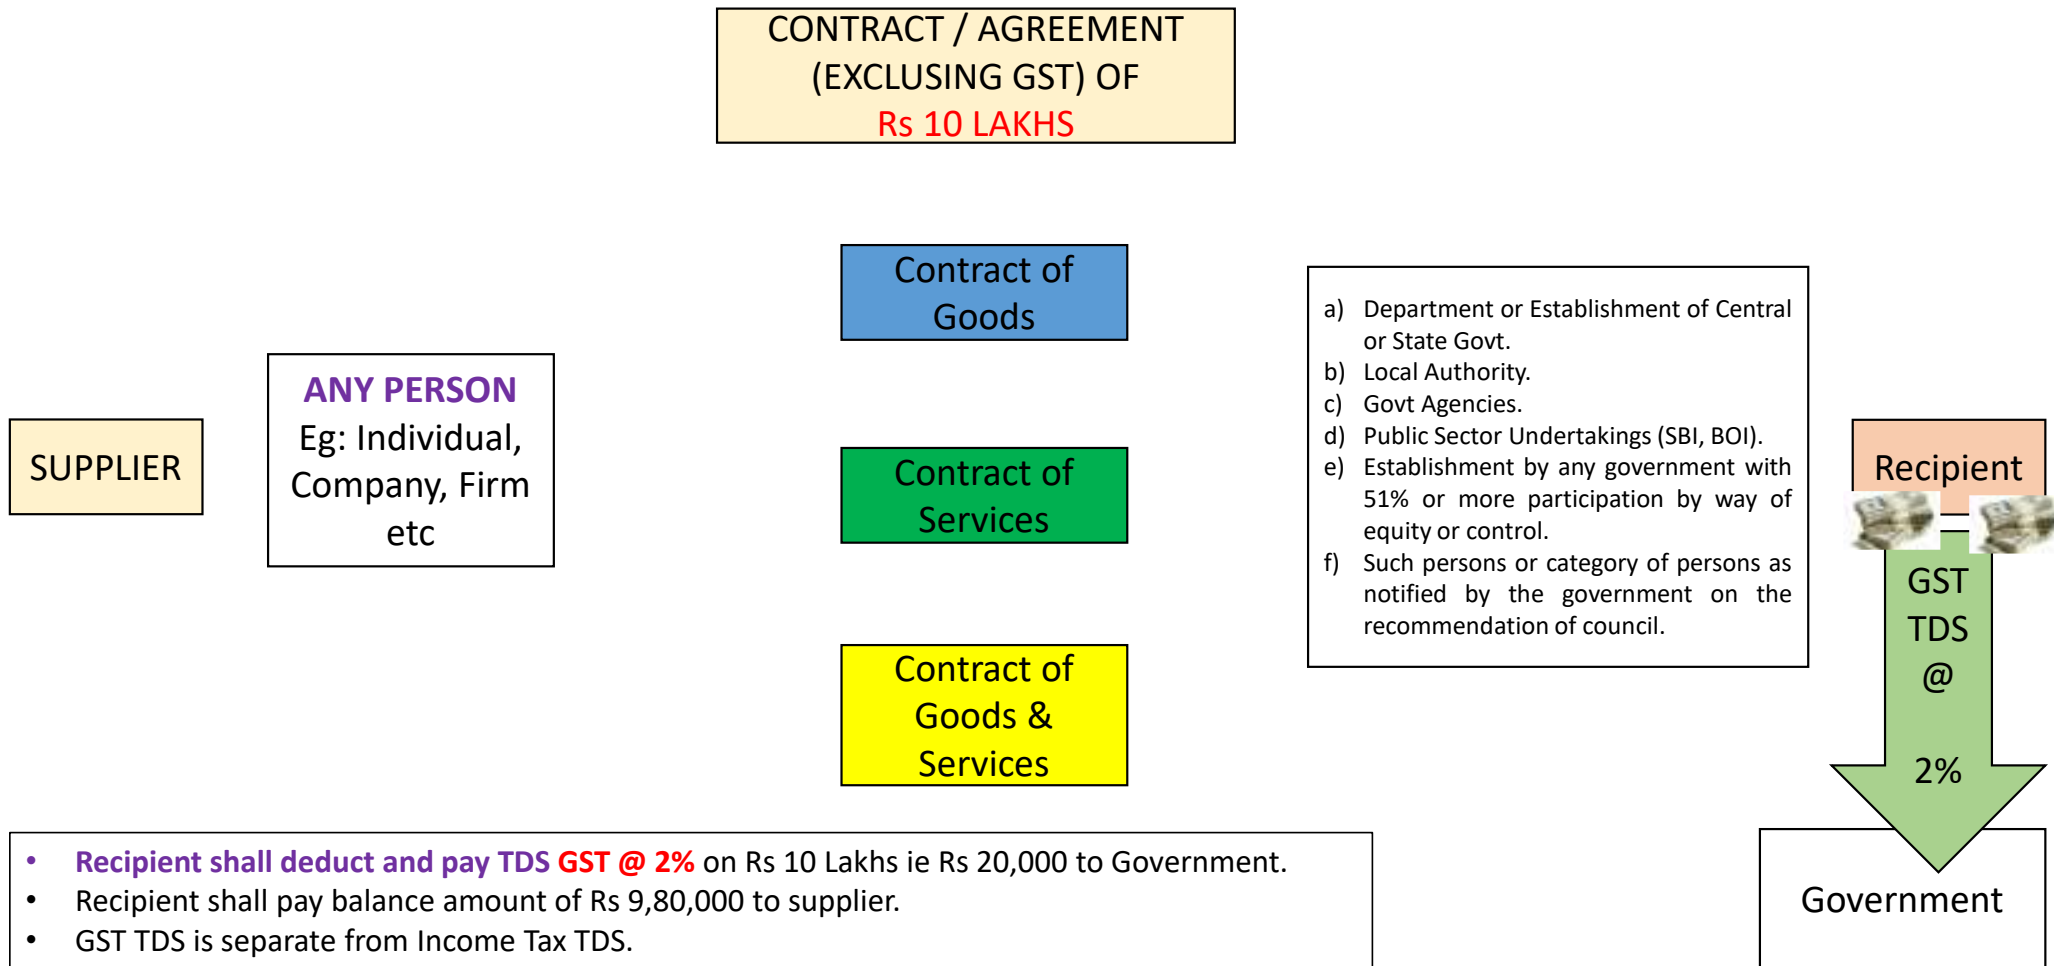 CONTRACT / AGREEMENT
(EXCLUSING GST) OF
Rs 10 LAKHS
SUPPLIER
ANY PERSON
Eg: Individual,
Company, Firm
etc
Contract of
Goods
Contract of
Services
Contract of
Goods &
Services
a) Department or Establishment of Central
or State Govt.
b) Local Authority.
c) Govt Agencies.
d) Public Sector Undertakings (SBI, BOI).
e) Establishment by any government with
51% or more participation by way of
equity or control.
f) Such persons or category of persons as
notified by the government on the
recommendation of council.
Recipient
GST
TDS
@
2%
Government
• Recipient shall deduct and pay TDS GST @ 2% on Rs 10 Lakhs ie Rs 20,000 to Government.
• Recipient shall pay balance amount of Rs 9,80,000 to supplier.
• GST TDS is separate from Income Tax TDS.